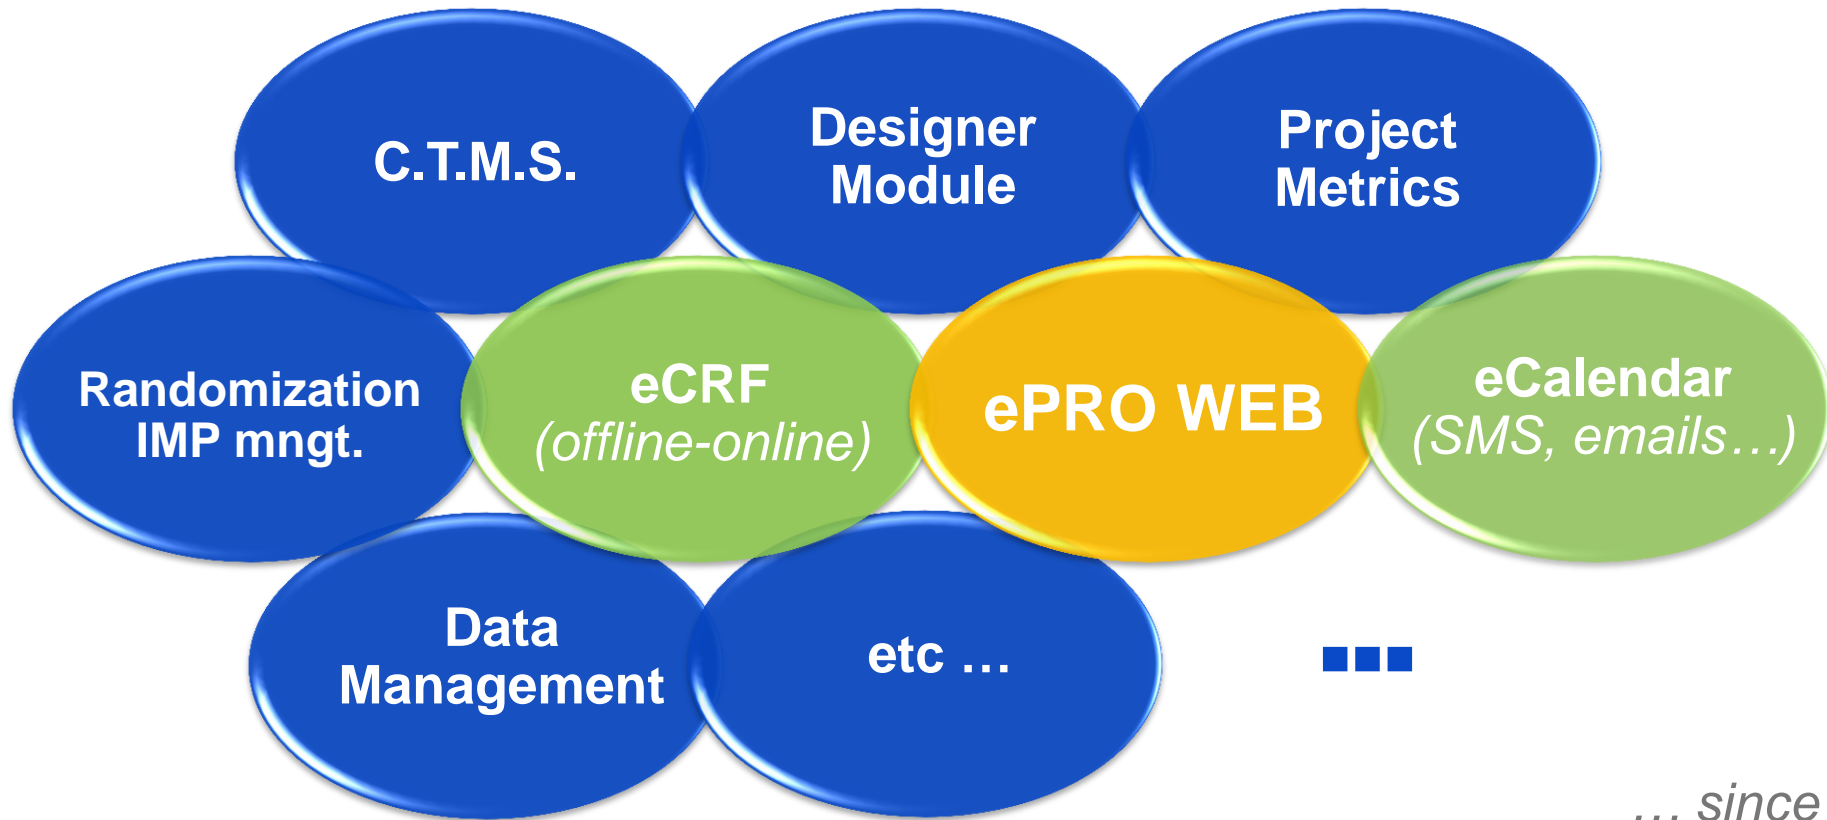 C.T.M.S.
Designer
Module
Project
Metrics
Randomization
IMP mngt.
eCRF
(offline-online)
ePRO WEB
eCalendar
(SMS, emails…)
Data
Management
etc …
...
… since